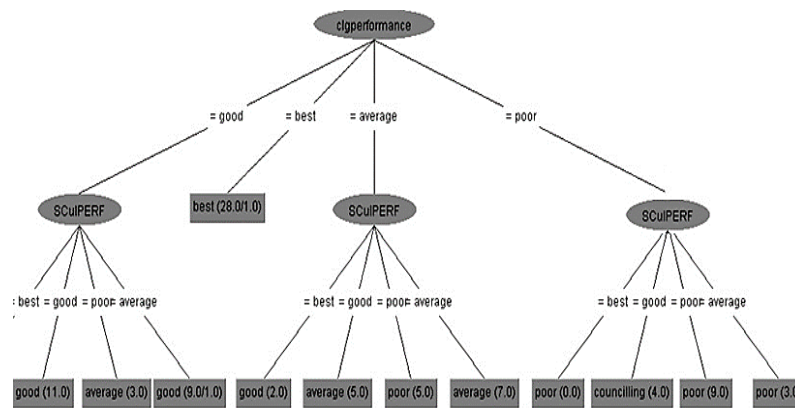 clgperformance
= good
= best
= average
= poor
SCulPERF
best (28.0/1.0)
SCulPERF
SCulPERF
= best = good = poor= average
= best = good = poor= average
= best = good = poor= average
good (11.0)
average (3.0)
good (9.0/1.0)
good (2.0)
average (5.0)
poor (5.0)
average (7.0)
poor (0.0)
councilling (4.0)
poor (9.0)
poor (3.0